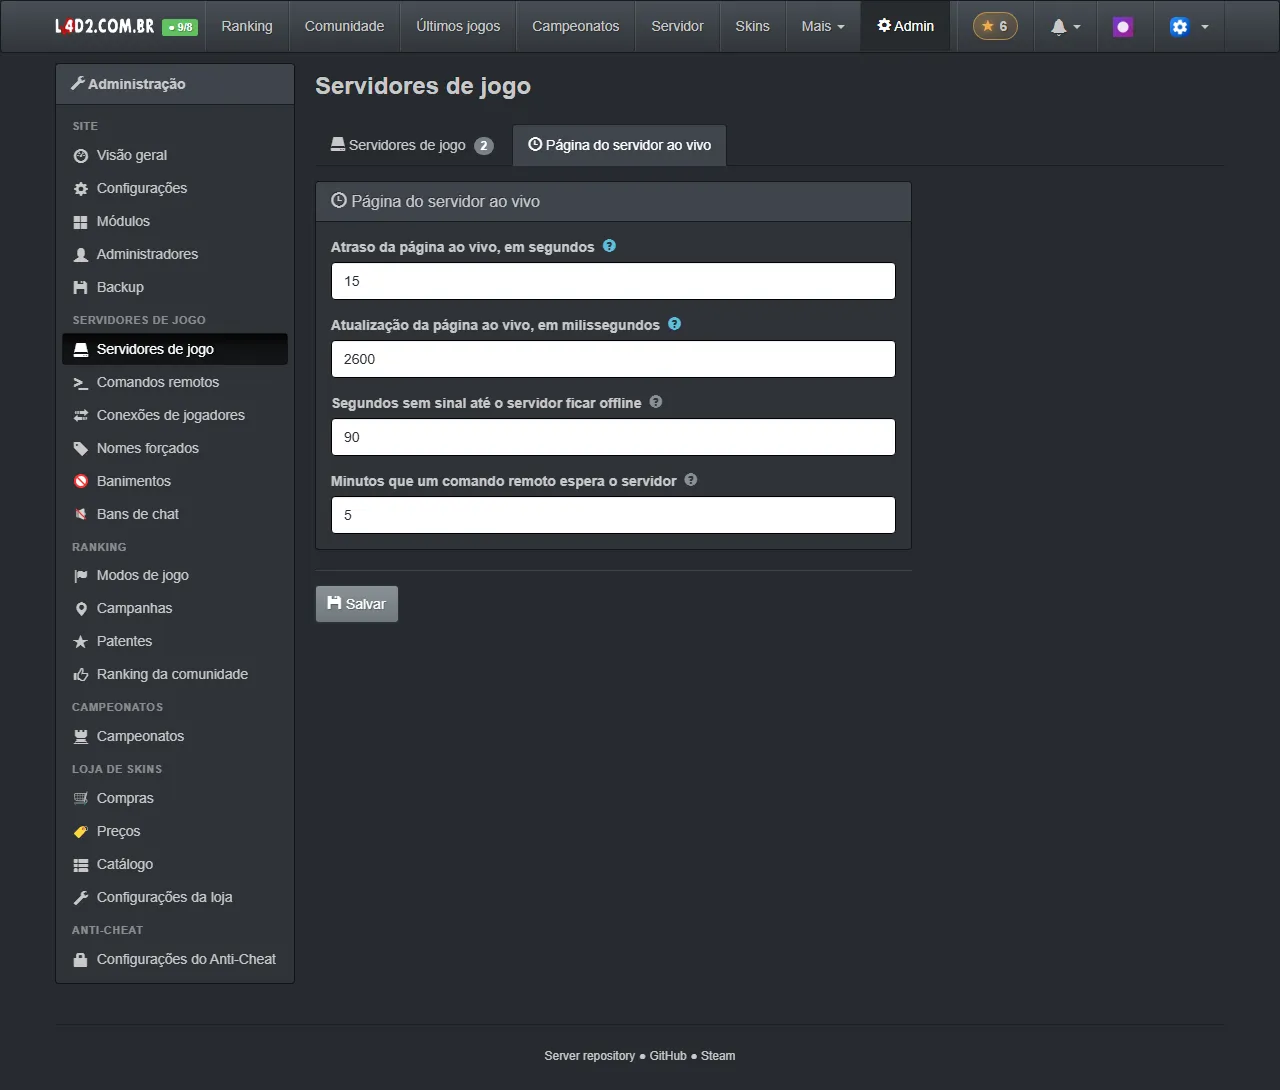 L4D2.COM.BR
● 9/8
Ranking
Comunidade
Últimos jogos
Campeonatos
Servidor
Skins
Mais
Admin
6
Administração
SITE
Visão geral
Configurações
Módulos
Administradores
Backup
SERVIDORES DE JOGO
Servidores de jogo
Comandos remotos
Conexões de jogadores
Nomes forçados
Banimentos
Bans de chat
RANKING
Modos de jogo
Campanhas
Patentes
Ranking da comunidade
CAMPEONATOS
Campeonatos
LOJA DE SKINS
Compras
Preços
Catálogo
Configurações da loja
ANTI-CHEAT
Configurações do Anti-Cheat
Servidores de jogo
Servidores de jogo 2
Página do servidor ao vivo
Página do servidor ao vivo
Atraso da página ao vivo, em segundos ?
15
Atualização da página ao vivo, em milissegundos ?
2600
Segundos sem sinal até o servidor ficar offline ?
90
Minutos que um comando remoto espera o servidor ?
5
Salvar
Server repository ● GitHub ● Steam